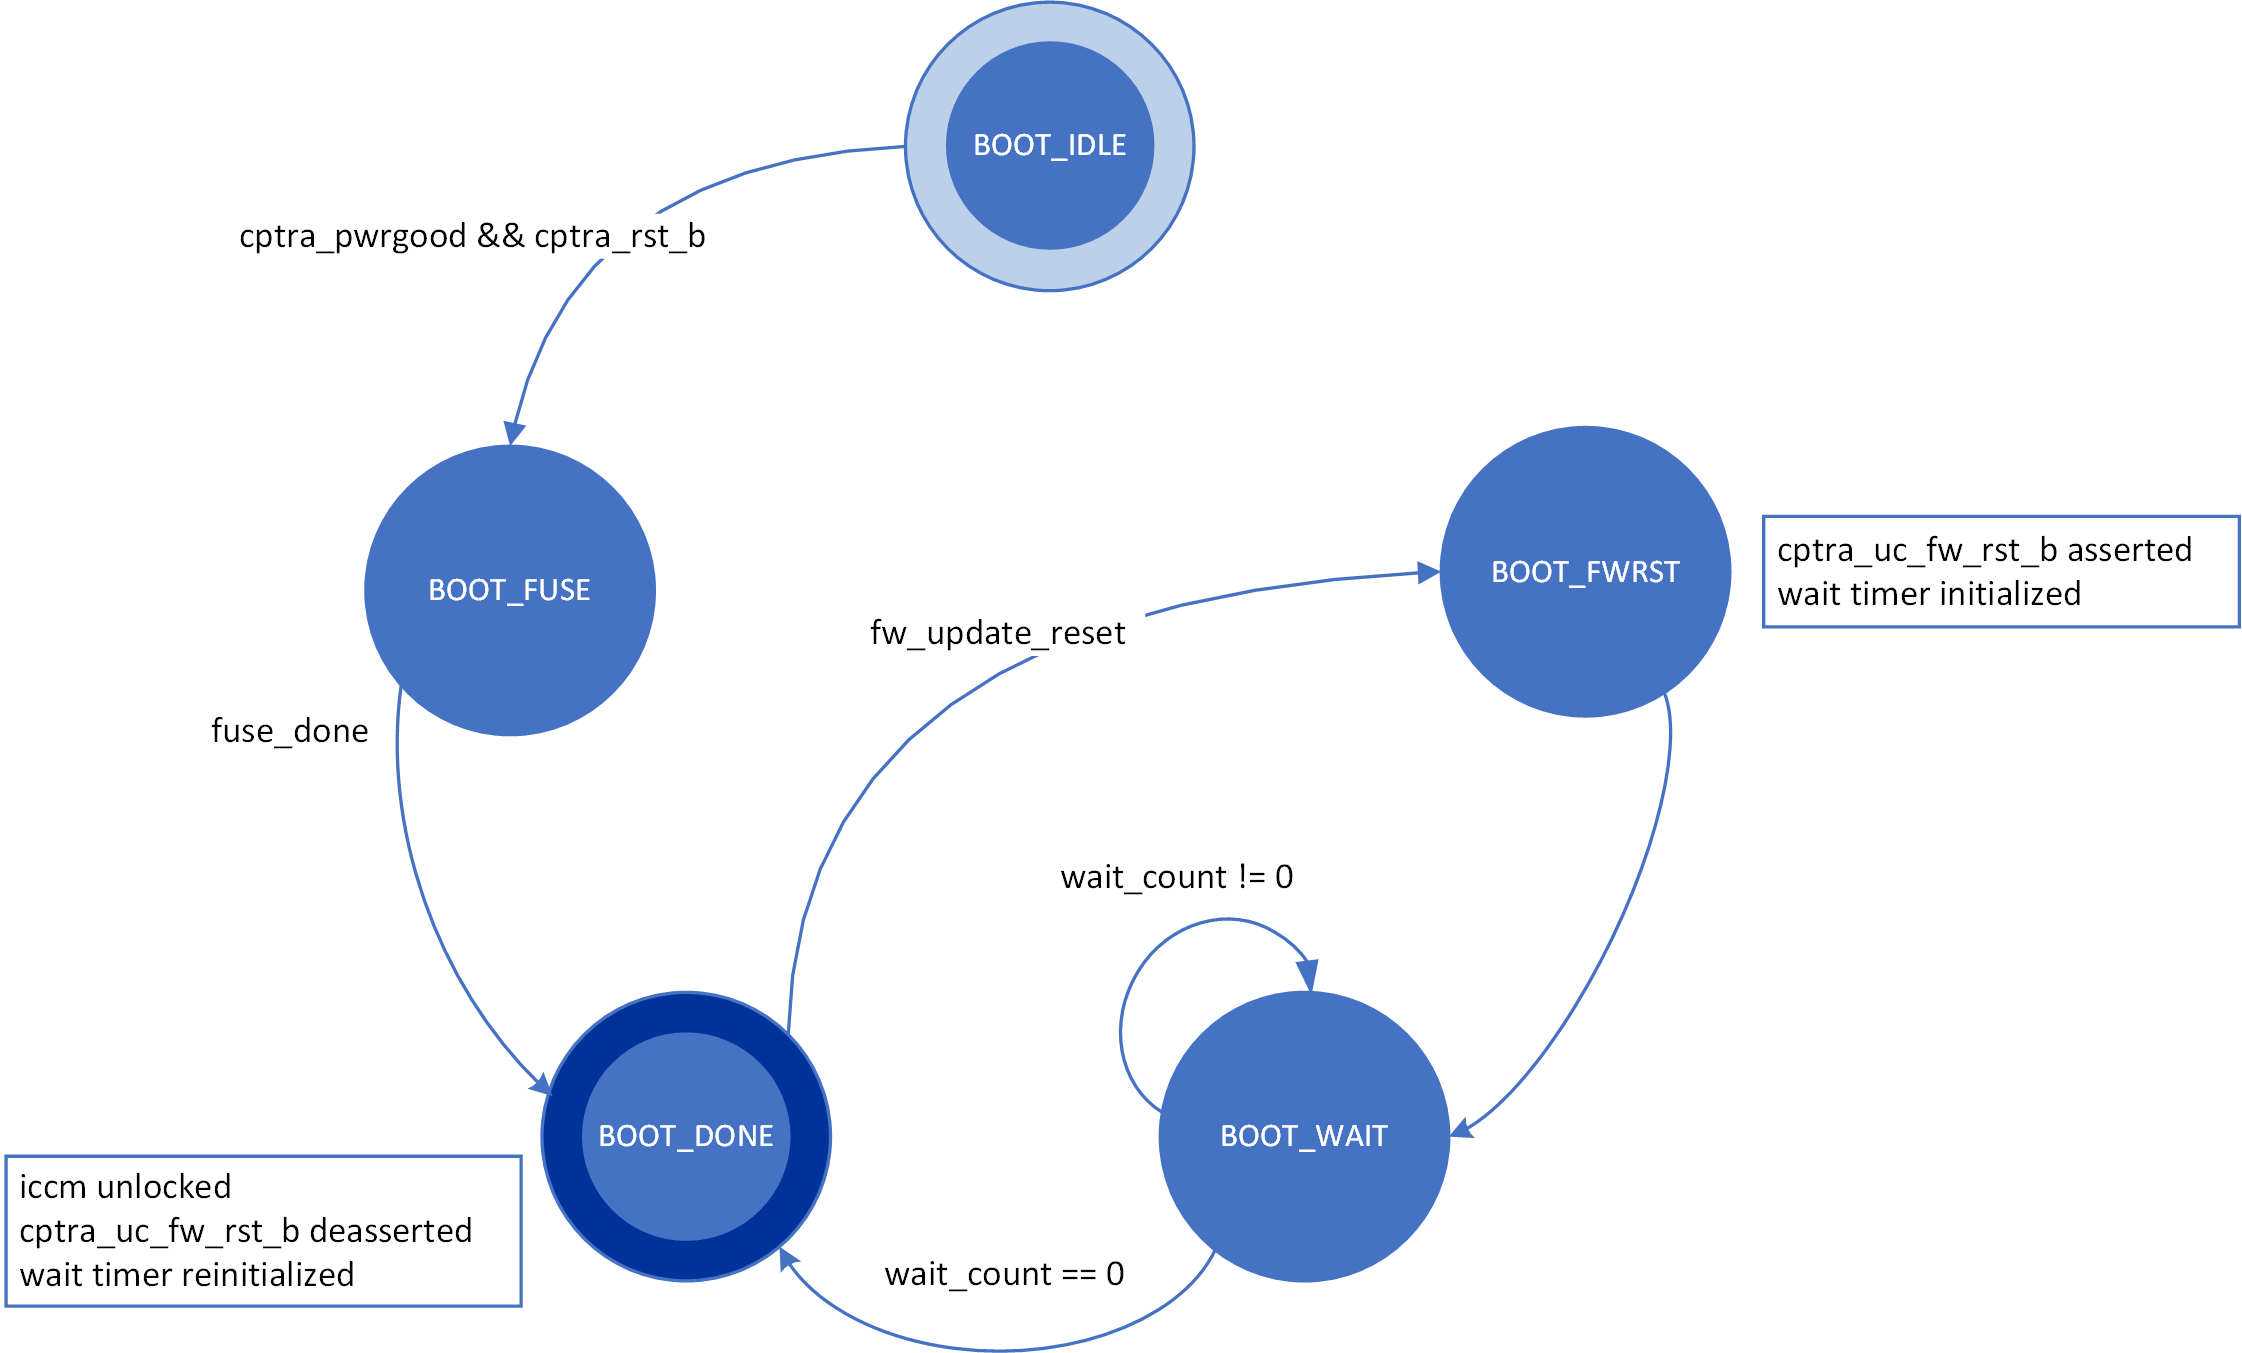 BOOT_IDLE
cptra_pwrgood && cptra_rst_b
BOOT_FUSE
BOOT_FWRST
cptra_uc_fw_rst_b asserted
wait timer initialized
fw_update_reset
fuse_done
wait_count != 0
BOOT_DONE
BOOT_WAIT
iccm unlocked
cptra_uc_fw_rst_b deasserted
wait timer reinitialized
wait_count == 0